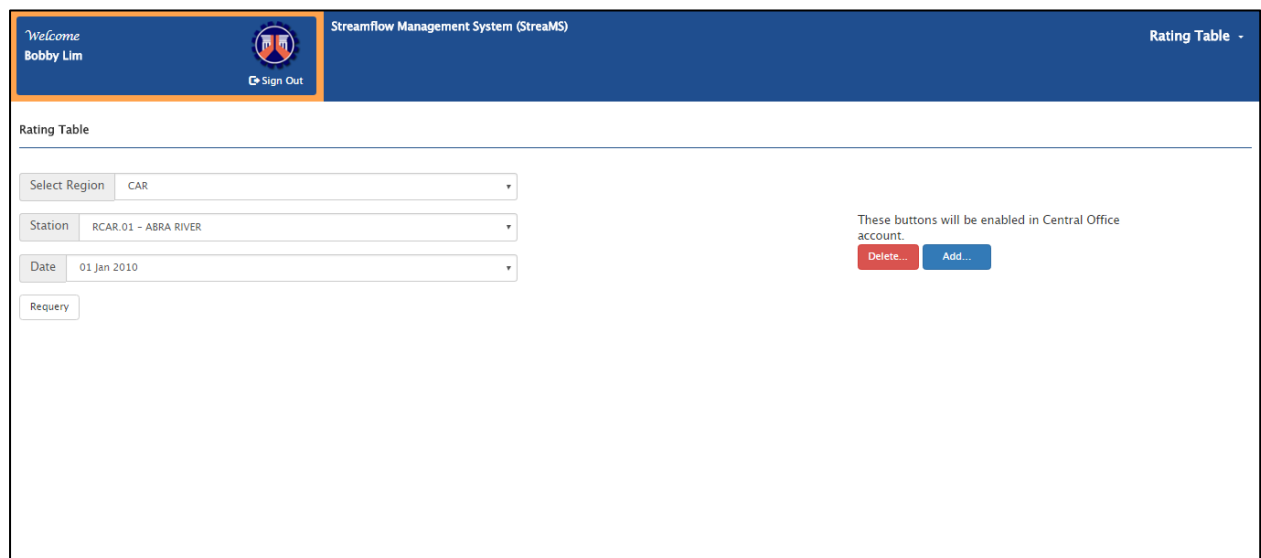 Welcome
Bobby Lim
Sign Out
Streamflow Management System (StreaMS)
Rating Table
Rating Table
Select Region CAR
Station RCAR.01 - ABRA RIVER
Date 01 Jan 2010
Requery
These buttons will be enabled in Central Office
account.
Delete... Add...